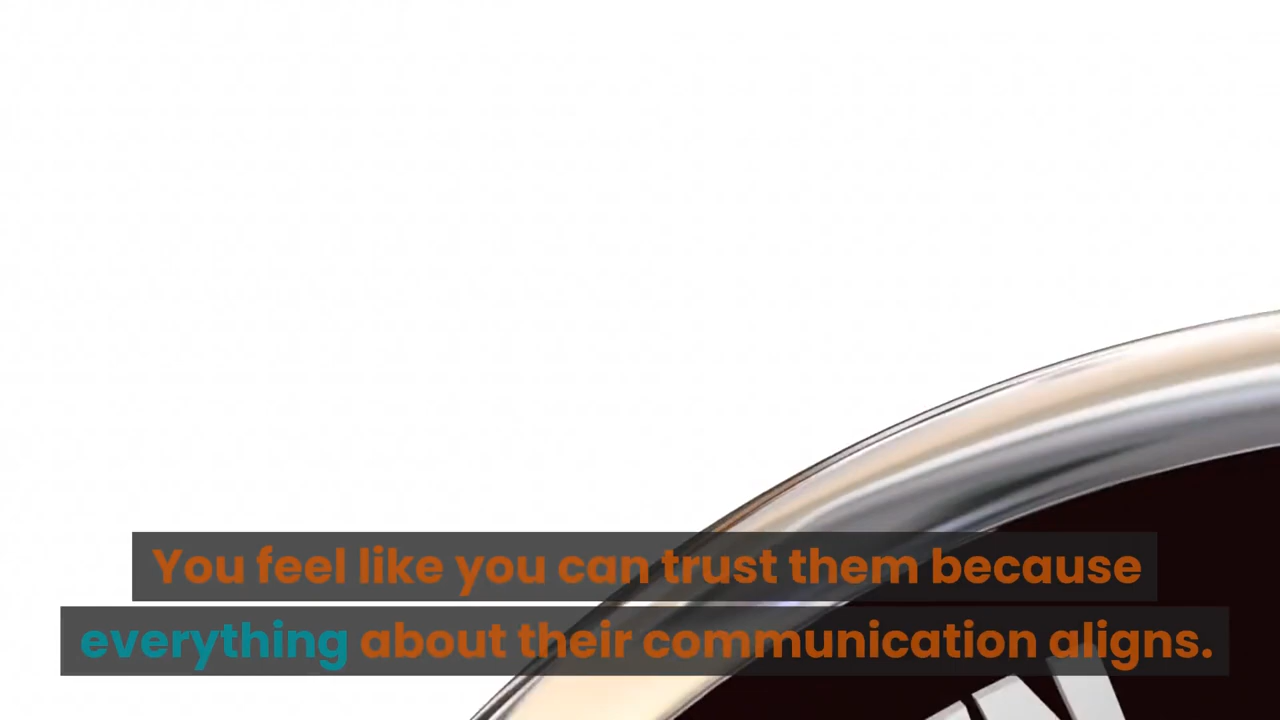 You feel like you can trust them because
everything about their communication aligns.